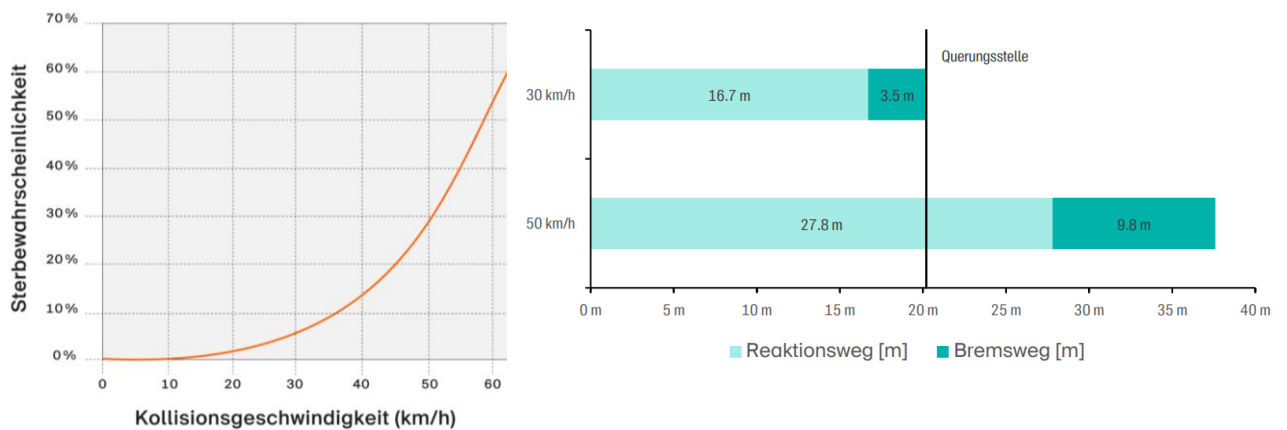 70%
60%
50%
40%
30%
20%
10%
0%
Sterbewahrscheinlichkeit
0 10 20 30 40 50 60
Kollisionsgeschwindigkeit (km/h)
Querungsstelle
30 km/h 16.7 m 3.5 m
50 km/h 27.8 m 9.8 m
0 m 5 m 10 m 15 m 20 m 25 m 30 m 35 m 40 m
Reaktionsweg [m] Bremsweg [m]